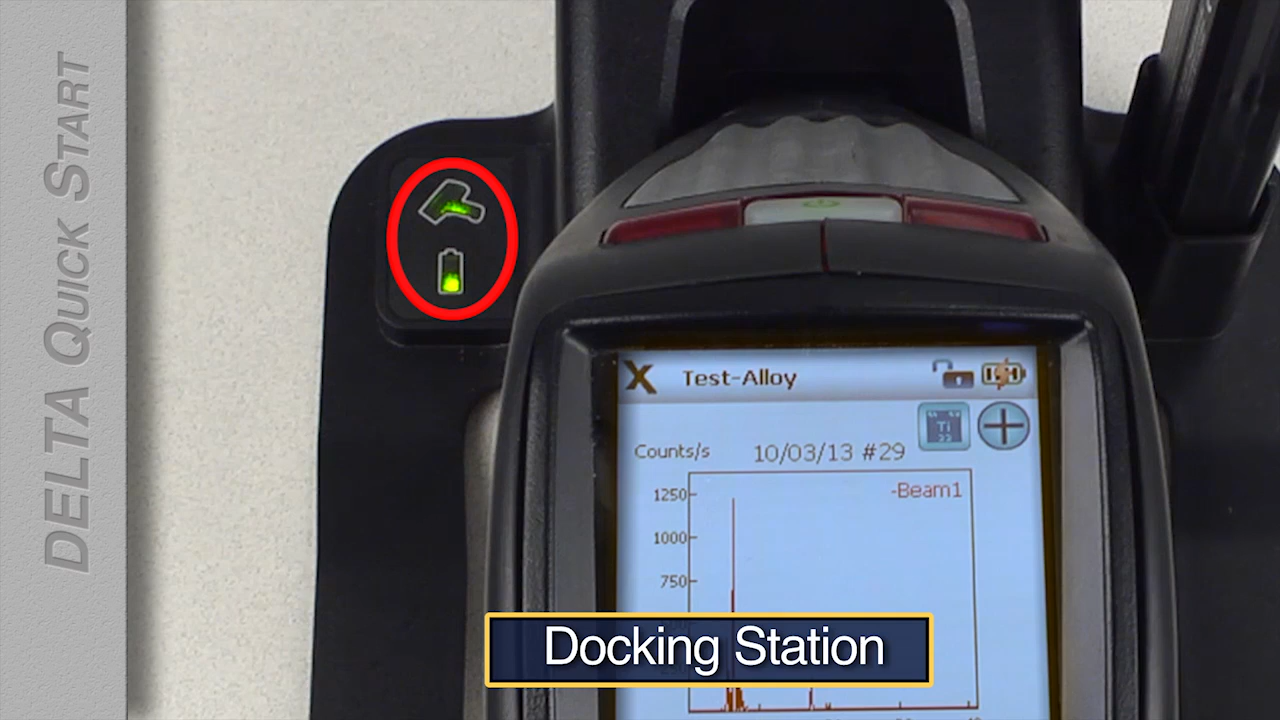 DELTA QUICK START
Test-Alloy
Ti
22
Counts/s
10/03/13 #29
-Beam1
1250
1000
750
Docking Station